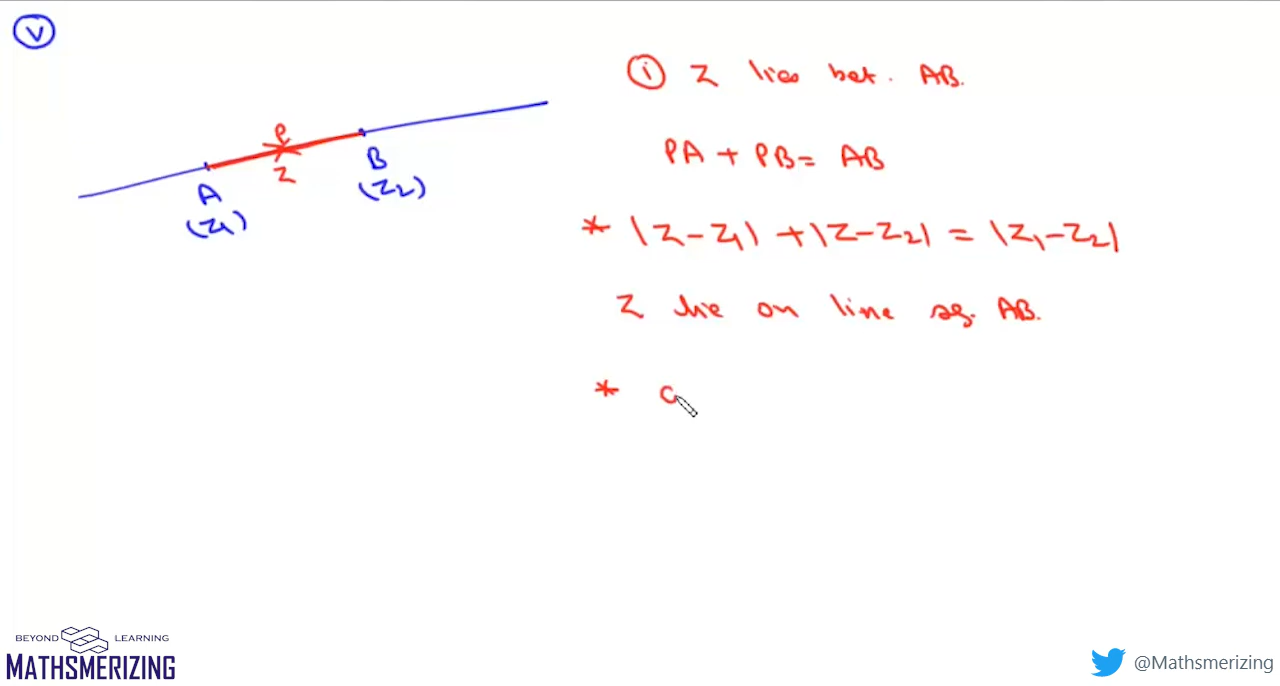 v
i Z lies bet. AB.
P
A
(Z1)
Z
B
(Z2)
PA + PB = AB
* |Z - Z1| + |Z - Z2| = |Z1 - Z2|
Z lie on line seg. AB.
*
BEYOND LEARNING
MATHSMERIZING
@Mathsmerizing